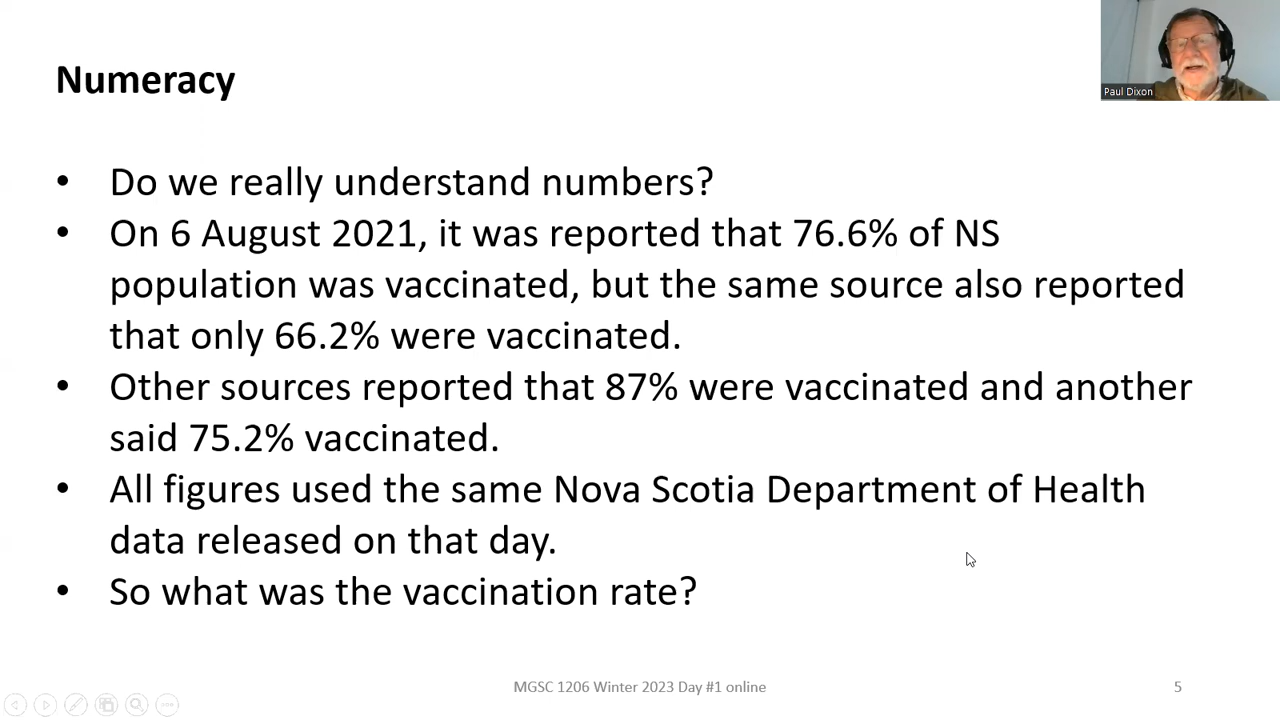 Paul Dixon
Numeracy
• Do we really understand numbers?
• On 6 August 2021, it was reported that 76.6% of NS
population was vaccinated, but the same source also reported
that only 66.2% were vaccinated.
• Other sources reported that 87% were vaccinated and another
said 75.2% vaccinated.
• All figures used the same Nova Scotia Department of Health
data released on that day.
• So what was the vaccination rate?
MGSC 1206 Winter 2023 Day #1 online
5